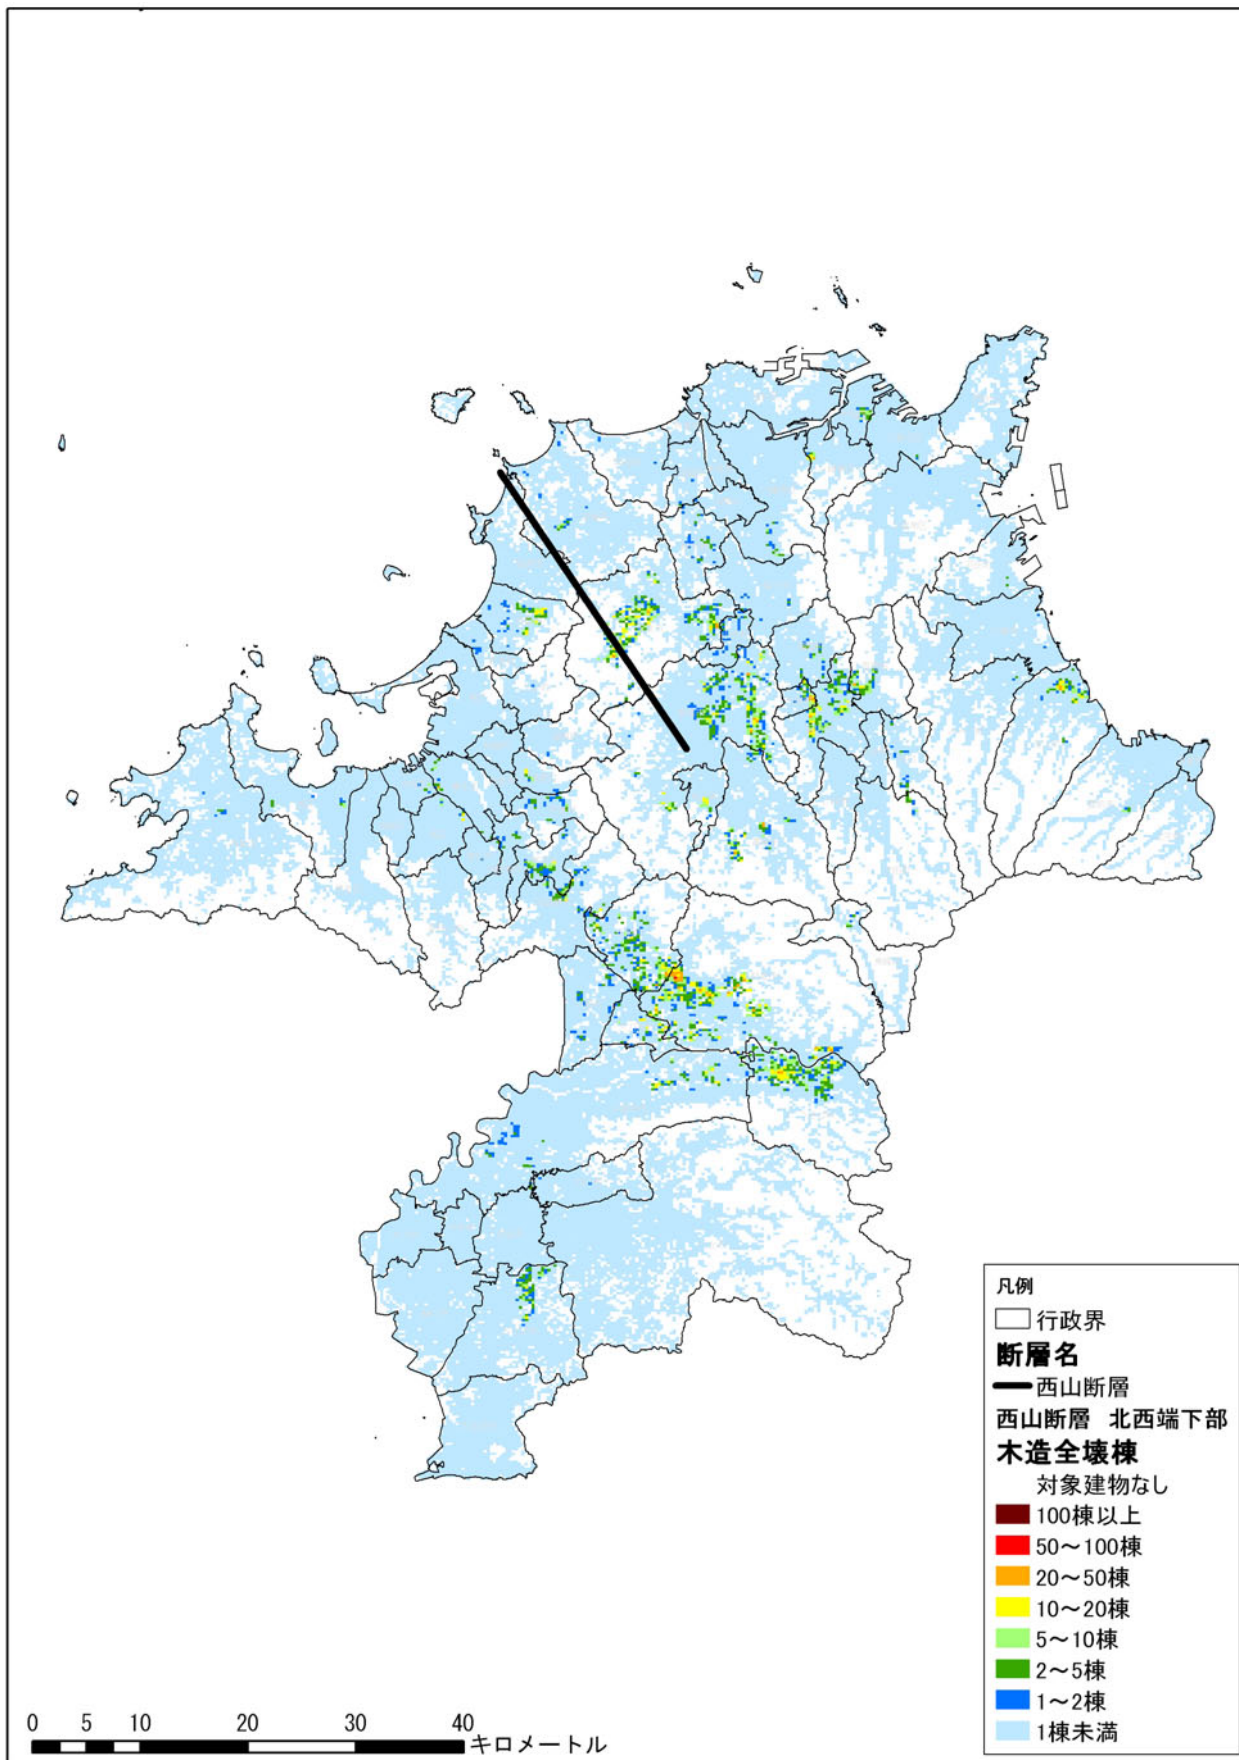 凡例
行政界
断層名
西山断層
西山断層 北西端下部
木造全壊棟
対象建物なし
100棟以上
50～100棟
20～50棟
10～20棟
5～10棟
2～5棟
1～2棟
1棟未満
0 5 10 20 30 40
キロメートル